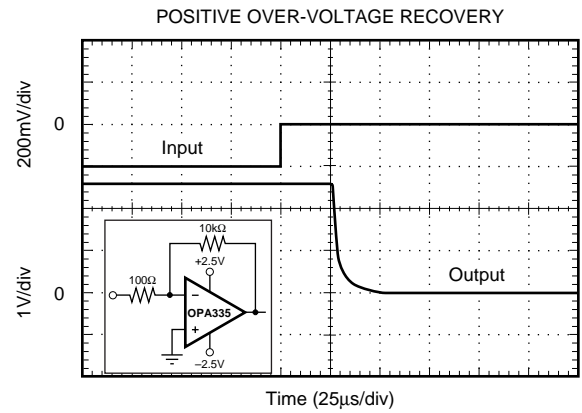 POSITIVE OVER-VOLTAGE RECOVERY
200mV/div
0
Input
1V/div
0
10kΩ
+2.5V
100Ω
OPA335
–2.5V
Output
Time (25μs/div)